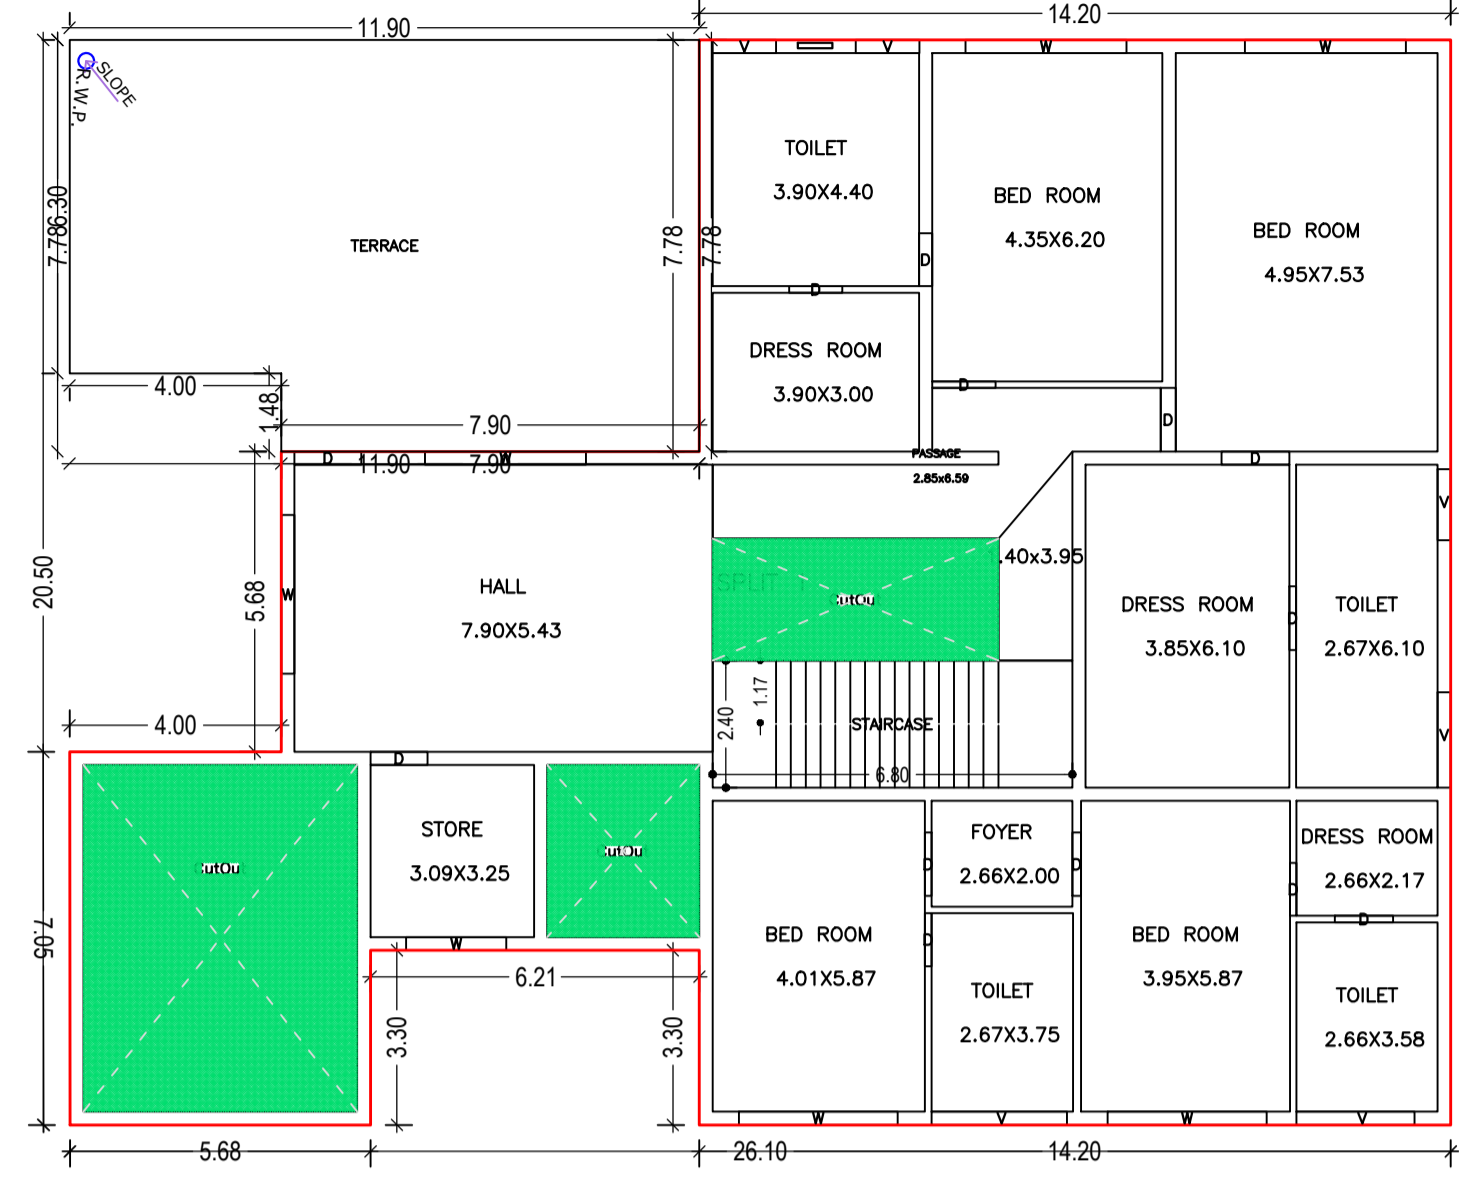 14.20
11.90
V
V
W
W
SLOPE
R.W.P.
TOILET
3.90X4.40
BED ROOM
4.35X6.20
BED ROOM
4.95X7.53
6.30
7.78
TERRACE
7.78
7.78
D
D
DRESS ROOM
3.90X3.00
4.00
1.48
D
D
7.90
D
11.90
7.90
W
PASSAGE
2.85x6.59
D
V
20.50
5.68
W
HALL
7.90X5.43
SPLIT
.40x3.95
DRESS ROOM
3.85X6.10
D
TOILET
2.67X6.10
4.00
2.40
1.17
STAIRCASE
6.80
V
D
STORE
3.09X3.25
W
FOYER
2.66X2.00
D
D
DRESS ROOM
2.66X2.17
D
D
7.05
BED ROOM
4.01X5.87
D
TOILET
2.67X3.75
BED ROOM
3.95X5.87
TOILET
2.66X3.58
6.21
3.30
3.30
W
V
W
V
5.68
26.10
14.20